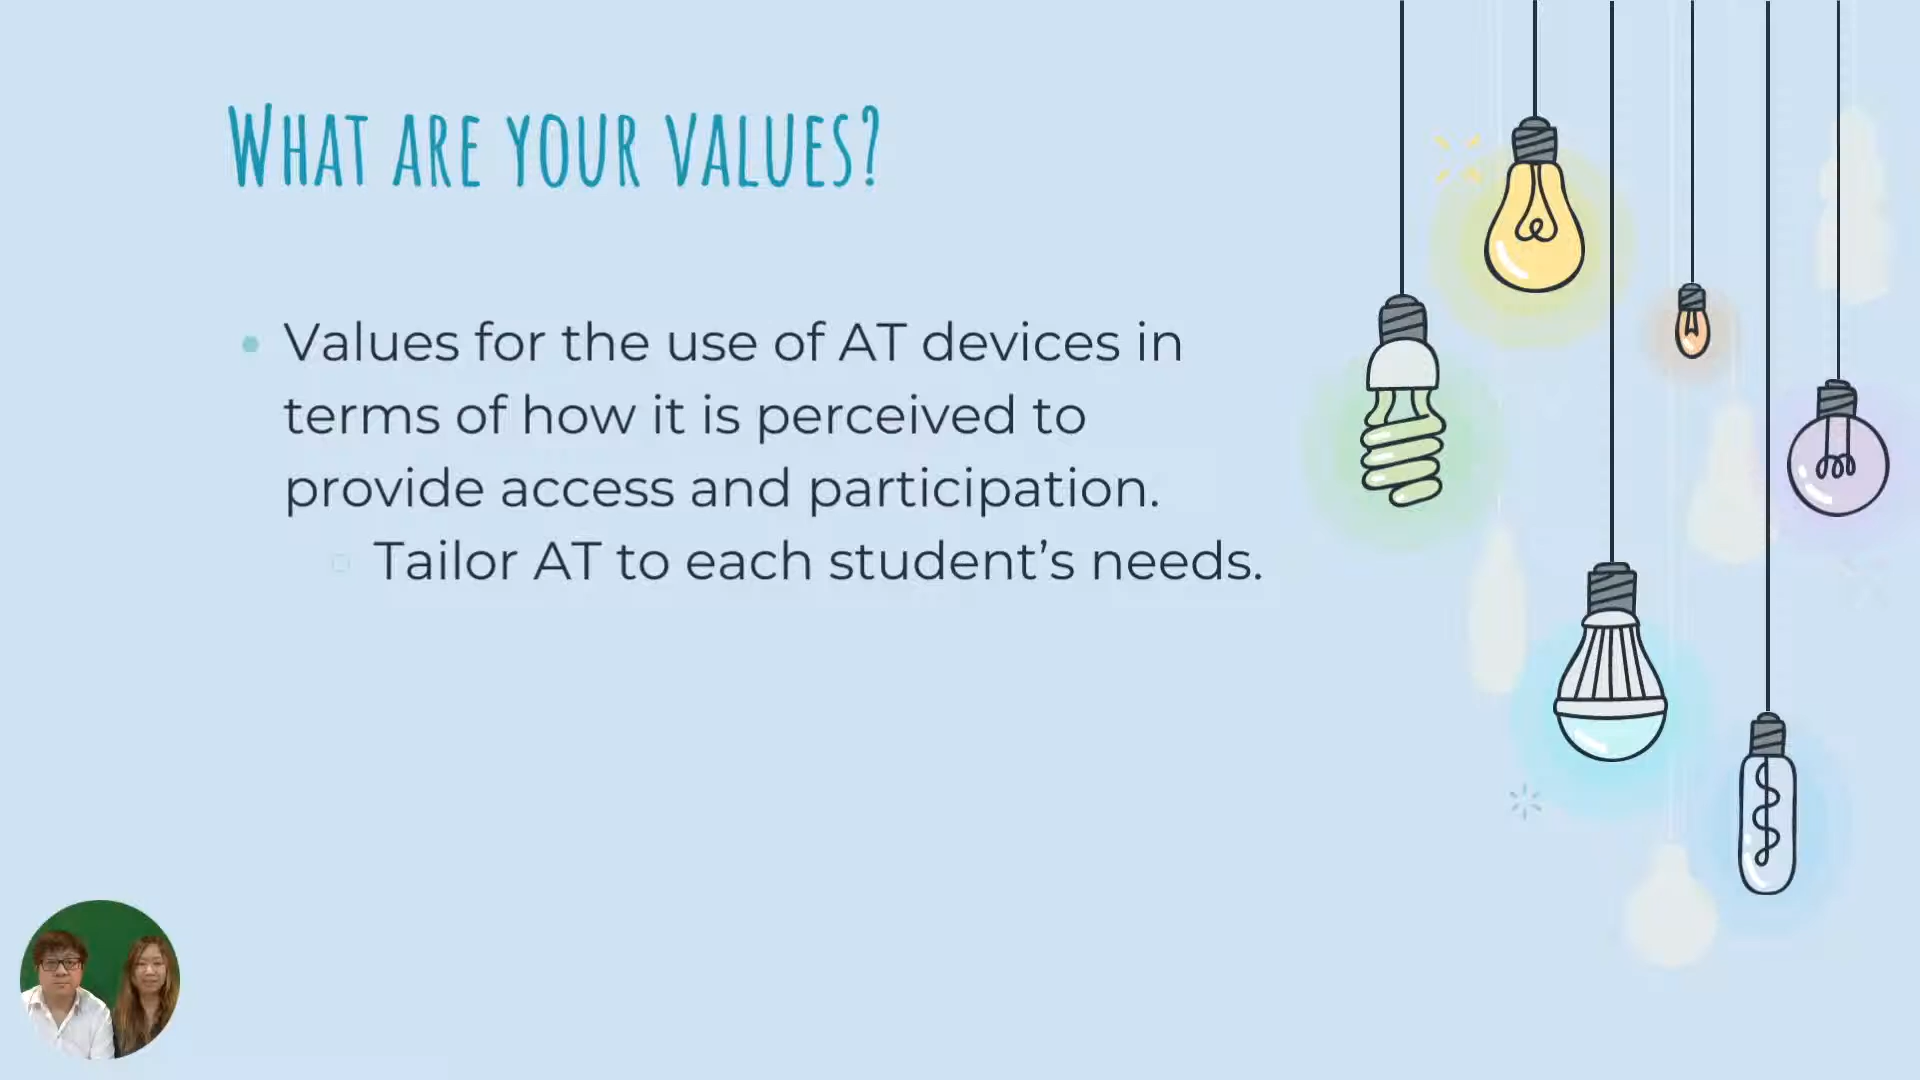 What are your values?
Values for the use of AT devices in
terms of how it is perceived to
provide access and participation.
Tailor AT to each student’s needs.